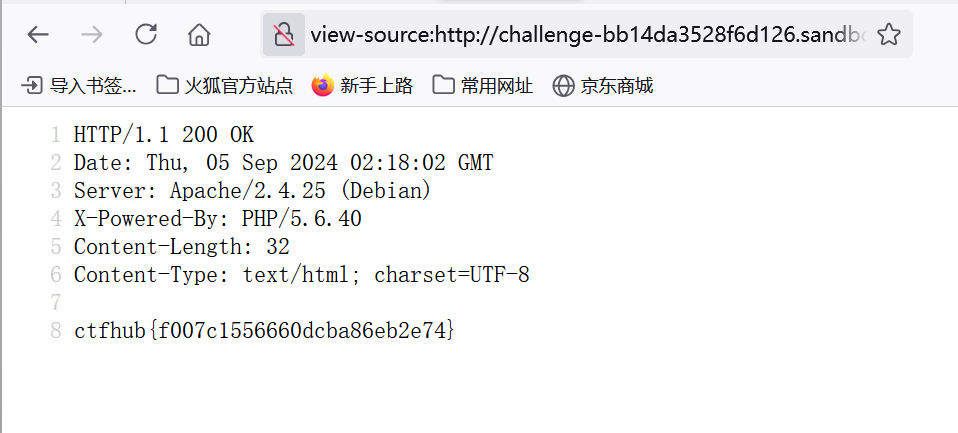 view-source:http://challenge-bb14da3528f6d126.sandbo
导入书签... 火狐官方站点 新手上路 常用网址 京东商城
1 HTTP/1.1 200 OK
2 Date: Thu, 05 Sep 2024 02:18:02 GMT
3 Server: Apache/2.4.25 (Debian)
4 X-Powered-By: PHP/5.6.40
5 Content-Length: 32
6 Content-Type: text/html; charset=UTF-8
7
8 ctfhub{f007c1556660dcba86eb2e74}